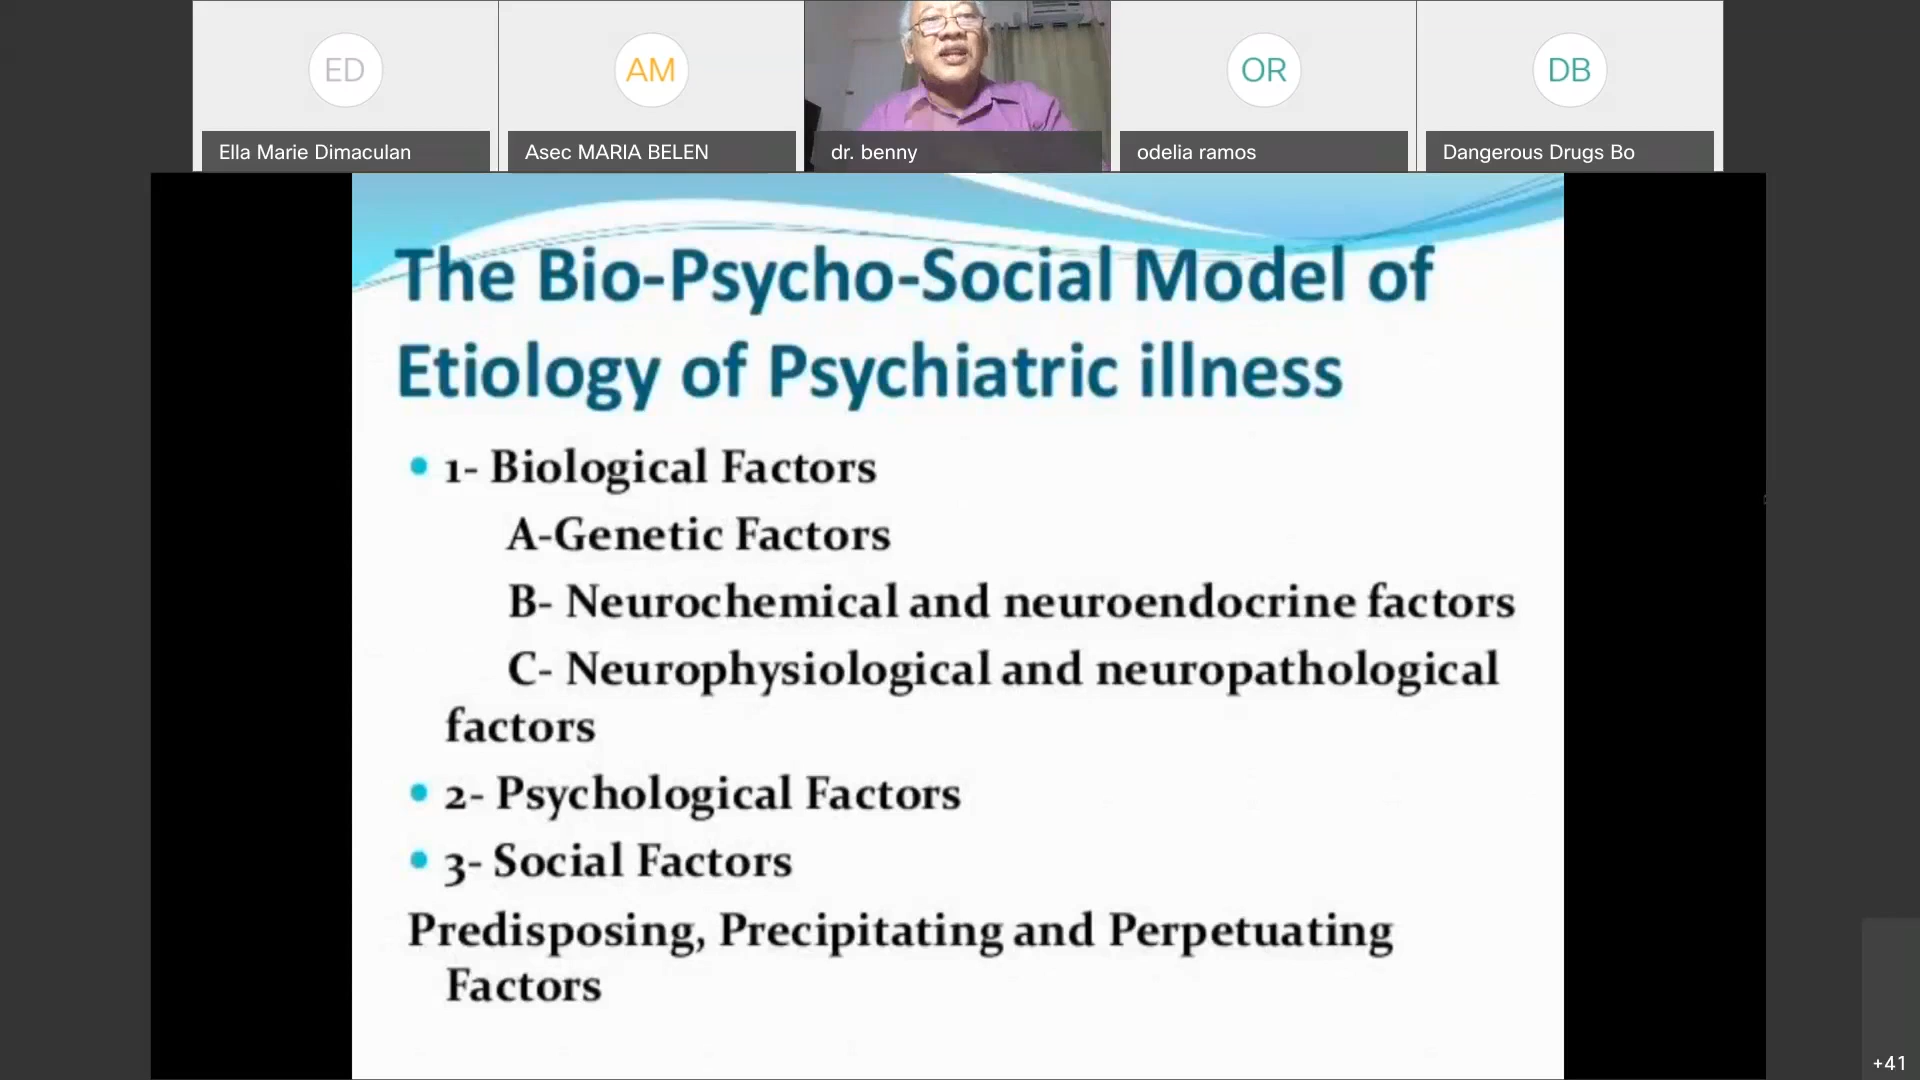 ED
AM
OR
DB
Ella Marie Dimaculan
Asec MARIA BELEN
dr. benny
odelia ramos
Dangerous Drugs Bo
The Bio-Psycho-Social Model of
Etiology of Psychiatric illness
1- Biological Factors
A-Genetic Factors
B- Neurochemical and neuroendocrine factors
C- Neurophysiological and neuropathological
factors
2- Psychological Factors
3- Social Factors
Predisposing, Precipitating and Perpetuating
Factors
+41